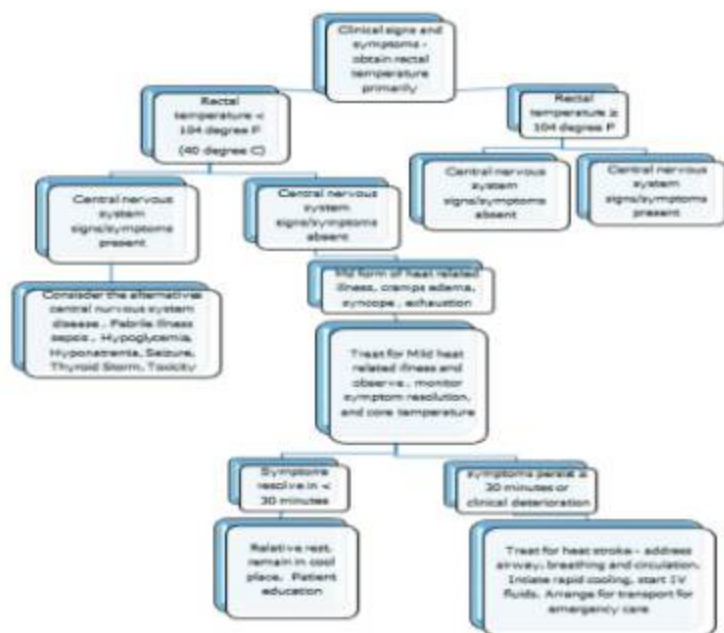 Clinical signs and
symptoms -
obtain rectal
temperature
primarily
Rectal
temperature <
104 degree F
(40 degree C)
Rectal
temperature ≥
104 degree F
Central nervous
system
signs/symptoms
present
Central nervous
system
signs/symptoms
absent
Central nervous
system
signs/symptoms
absent
Central nervous
system
signs/symptoms
present
Consider the alternatives
central nurvous system
disease , Febrile illness
sepsis , Hypoglycemia,
Hyponatremia, Seizure,
Thyroid Storm, Toxicity
form of heat related
illness, cramps edema,
syncope , exhaustion
Treat for Mild heat
related illness and
observe , monitor
symptom resolution,
and core temperature
Symptoms
resolve in <
30 minutes
symptoms persist ≥
30 minutes or
clinical deterioration
Relative rest,
remain in cool
place, Patient
education
Treat for heat stroke - address
airway, breathing and circulation.
Intiate rapid cooling, start IV
fluids. Arrange for transport for
emergency care